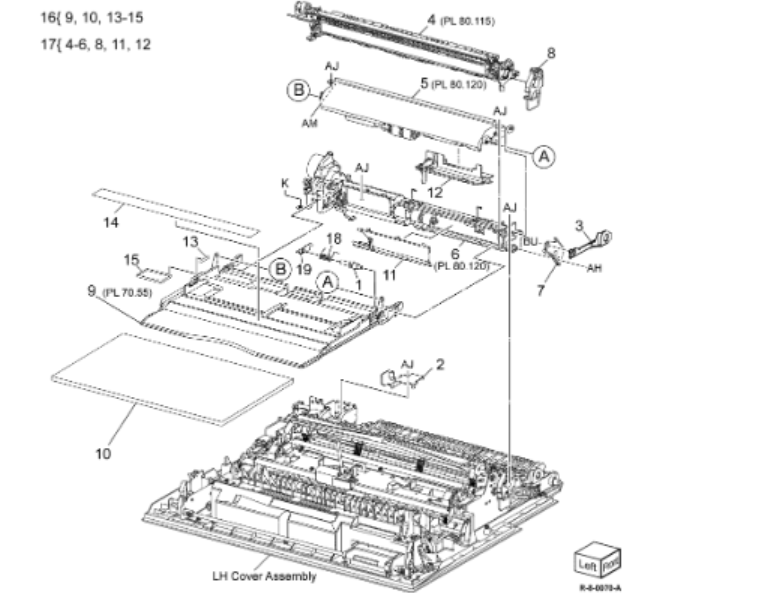 16{ 9, 10, 13-15
4 (PL 80.115)
17{ 4-6, 8, 11, 12
8
AJ
5 (PL 80.120)
B
AJ
AM
A
AJ
12
K
AJ
14
3
18
BU
13
6
15
B
19
11
(PL 80.120)
AH
A
1
7
9 (PL 70.55)
AJ
2
10
LH Cover Assembly
Left
R-8-0070-A